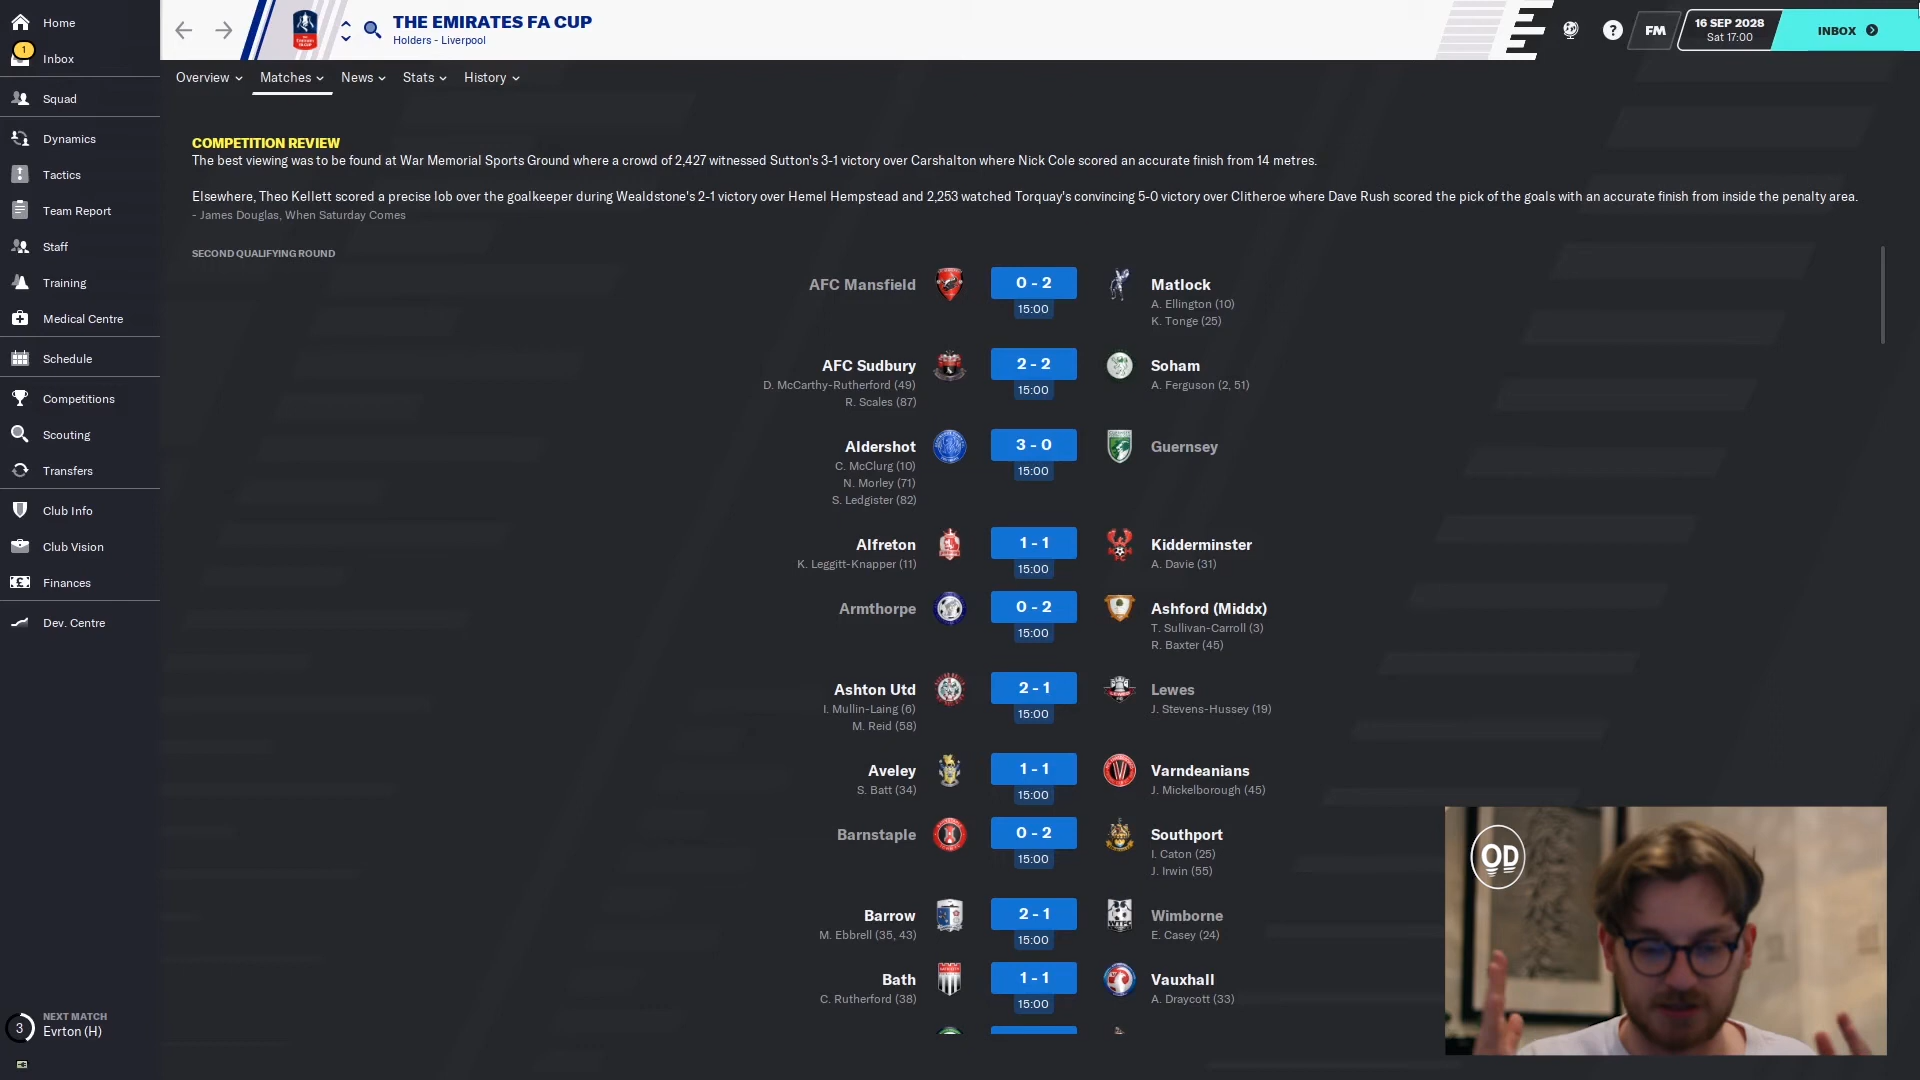 Home
1
Inbox
Squad
Dynamics
Tactics
Team Report
Staff
Training
Medical Centre
Schedule
Competitions
Scouting
Transfers
Club Info
Club Vision
Finances
Dev. Centre
3
NEXT MATCH
Evrton (H)
THE EMIRATES FA CUP
Holders - Liverpool
?
FM
16 SEP 2028
Sat 17:00
INBOX
Overview
Matches
News
Stats
History
COMPETITION REVIEW
The best viewing was to be found at War Memorial Sports Ground where a crowd of 2,427 witnessed Sutton's 3-1 victory over Carshalton where Nick Cole scored an accurate finish from 14 metres.
Elsewhere, Theo Kellett scored a precise lob over the goalkeeper during Wealdstone's 2-1 victory over Hemel Hempstead and 2,253 watched Torquay's convincing 5-0 victory over Clitheroe where Dave Rush scored the pick of the goals with an accurate finish from inside the penalty area.
- James Douglas, When Saturday Comes
SECOND QUALIFYING ROUND
AFC Mansfield 0 - 2 Matlock
15:00 A. Ellington (10)
K. Tonge (25)
AFC Sudbury 2 - 2 Soham
D. McCarthy-Rutherford (49) 15:00 A. Ferguson (2, 51)
R. Scales (87)
Aldershot 3 - 0 Guernsey
C. McClurg (10) 15:00
N. Morley (71)
S. Ledgister (82)
Alfreton 1 - 1 Kidderminster
K. Leggitt-Knapper (11) 15:00 A. Davie (31)
Armthorpe 0 - 2 Ashford (Middx)
15:00 T. Sullivan-Carroll (3)
R. Baxter (45)
Ashton Utd 2 - 1 Lewes
I. Mullin-Laing (6) 15:00 J. Stevens-Hussey (19)
M. Reid (58)
Aveley 1 - 1 Varndeanians
S. Batt (34) 15:00 J. Mickelborough (45)
Barnstaple 0 - 2 Southport
15:00 I. Caton (25)
J. Irwin (55)
Barrow 2 - 1 Wimborne
M. Ebbrell (35, 43) 15:00 E. Casey (24)
Bath 1 - 1 Vauxhall
C. Rutherford (38) 15:00 A. Draycott (33)
OD